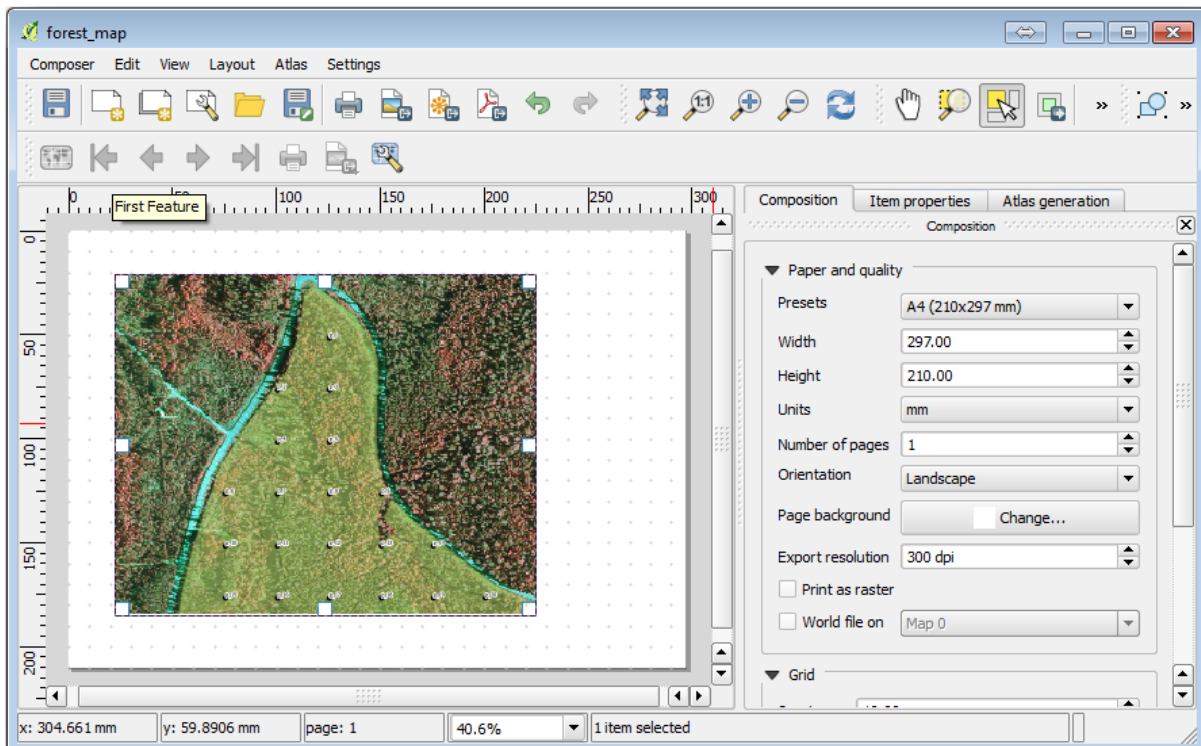 forest_map
Composer Edit View Layout Atlas Settings
1:1
» »
0 50 100 150 200 250 300
First Feature
0
50
100
150
200
Composition Item properties Atlas generation
Composition
Paper and quality
Presets A4 (210x297 mm)
Width 297.00
Height 210.00
Units mm
Number of pages 1
Orientation Landscape
Page background Change...
Export resolution 300 dpi
Print as raster
World file on Map 0
Grid
x: 304.661 mm y: 59.8906 mm page: 1 40.6% 1 item selected